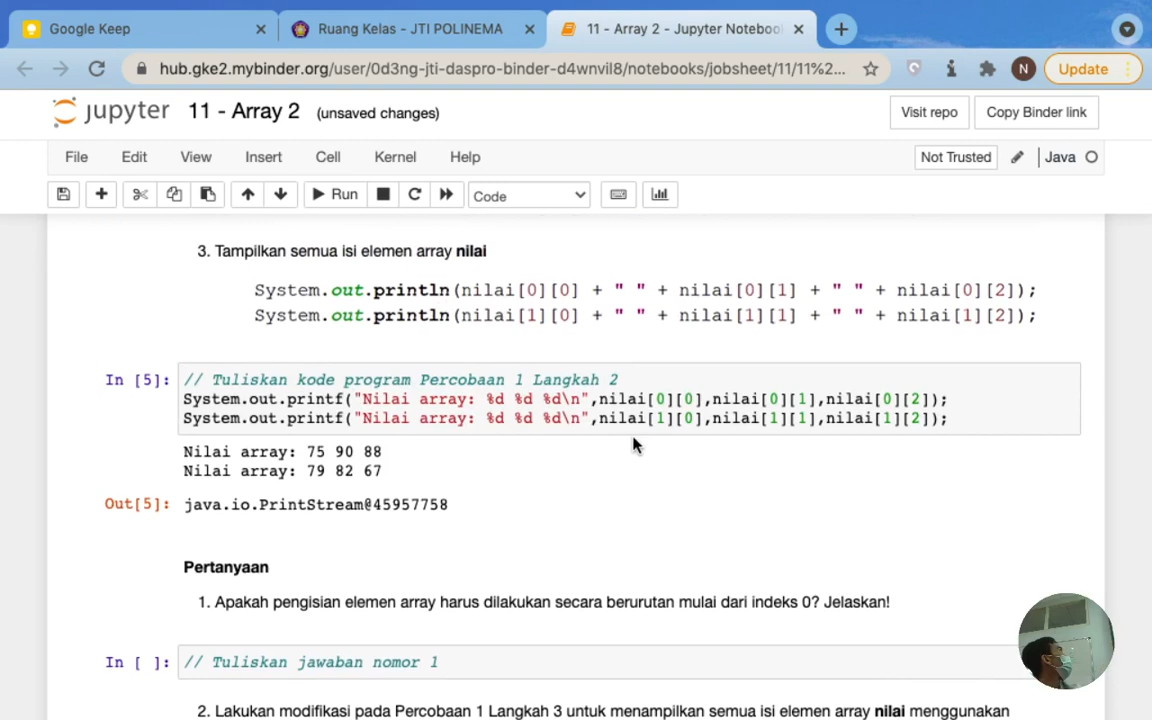 Google Keep
Ruang Kelas - JTI POLINEMA
11 - Array 2 - Jupyter Noteboo
hub.gke2.mybinder.org/user/0d3ng-jti-daspro-binder-d4wnvil8/notebooks/jobsheet/11/11%2...
N
Update
jupyter
11 - Array 2 (unsaved changes)
Visit repo
Copy Binder link
File Edit View Insert Cell Kernel Help
Not Trusted
Java
Run
Code
3. Tampilkan semua isi elemen array nilai
System.out.println(nilai[0][0] + " " + nilai[0][1] + " " + nilai[0][2]);
System.out.println(nilai[1][0] + " " + nilai[1][1] + " " + nilai[1][2]);
In [5]:
// Tuliskan kode program Percobaan 1 Langkah 2
System.out.printf("Nilai array: %d %d %d\n",nilai[0][0],nilai[0][1],nilai[0][2]);
System.out.printf("Nilai array: %d %d %d\n",nilai[1][0],nilai[1][1],nilai[1][2]);
Nilai array: 75 90 88
Nilai array: 79 82 67
Out[5]: java.io.PrintStream@45957758
Pertanyaan
1. Apakah pengisian elemen array harus dilakukan secara berurutan mulai dari indeks 0? Jelaskan!
In [ ]: // Tuliskan jawaban nomor 1
2. Lakukan modifikasi pada Percobaan 1 Langkah 3 untuk menampilkan semua isi elemen array nilai menggunakan